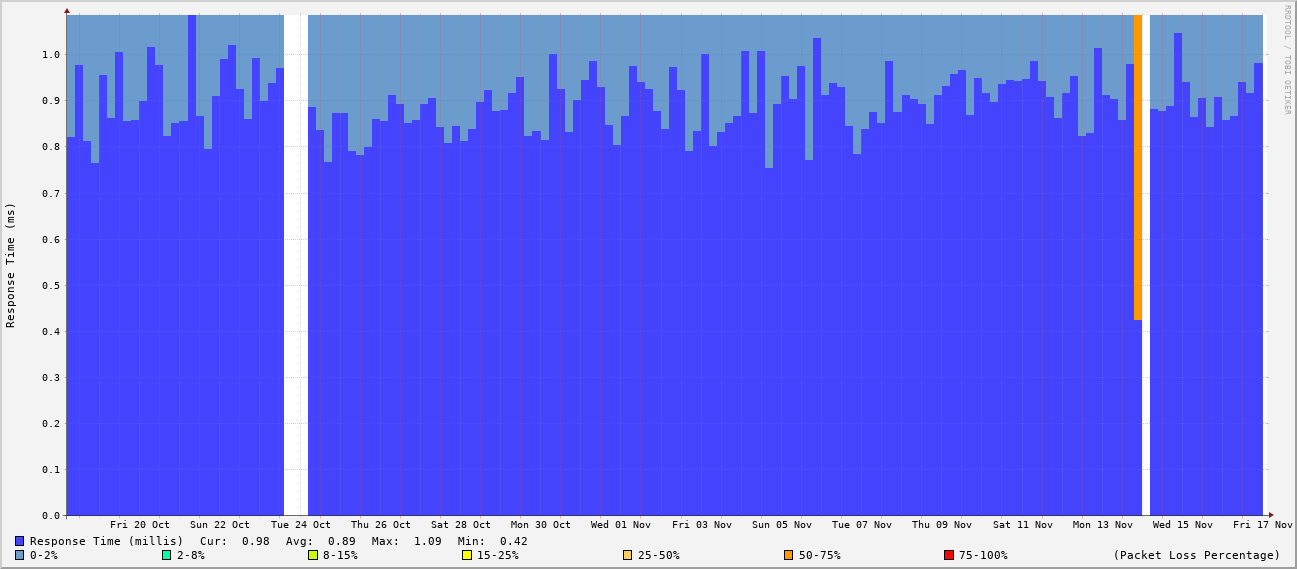 RRDTOOL / TOBI OETIKER
Response Time (ms)
1.0
0.9
0.8
0.7
0.6
0.5
0.4
0.3
0.2
0.1
0.0
Fri 20 Oct Sun 22 Oct Tue 24 Oct Thu 26 Oct Sat 28 Oct Mon 30 Oct Wed 01 Nov Fri 03 Nov Sun 05 Nov Tue 07 Nov Thu 09 Nov Sat 11 Nov Mon 13 Nov Wed 15 Nov Fri 17 Nov
Response Time (millis) Cur: 0.98 Avg: 0.89 Max: 1.09 Min: 0.42
0-2% 2-8% 8-15% 15-25% 25-50% 50-75% 75-100% (Packet Loss Percentage)